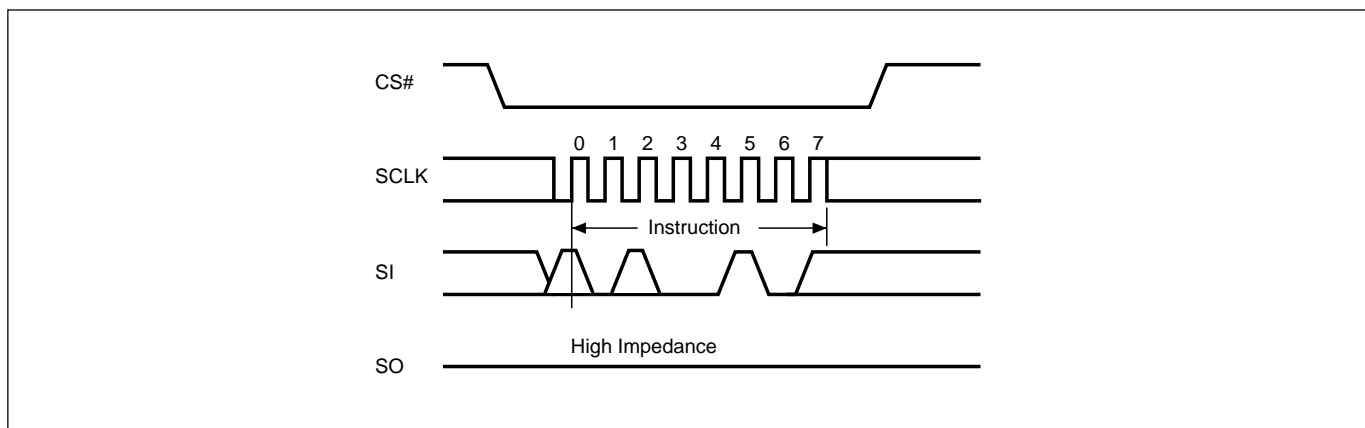 CS#
0 1 2 3 4 5 6 7
SCLK
Instruction
SI
High Impedance
SO